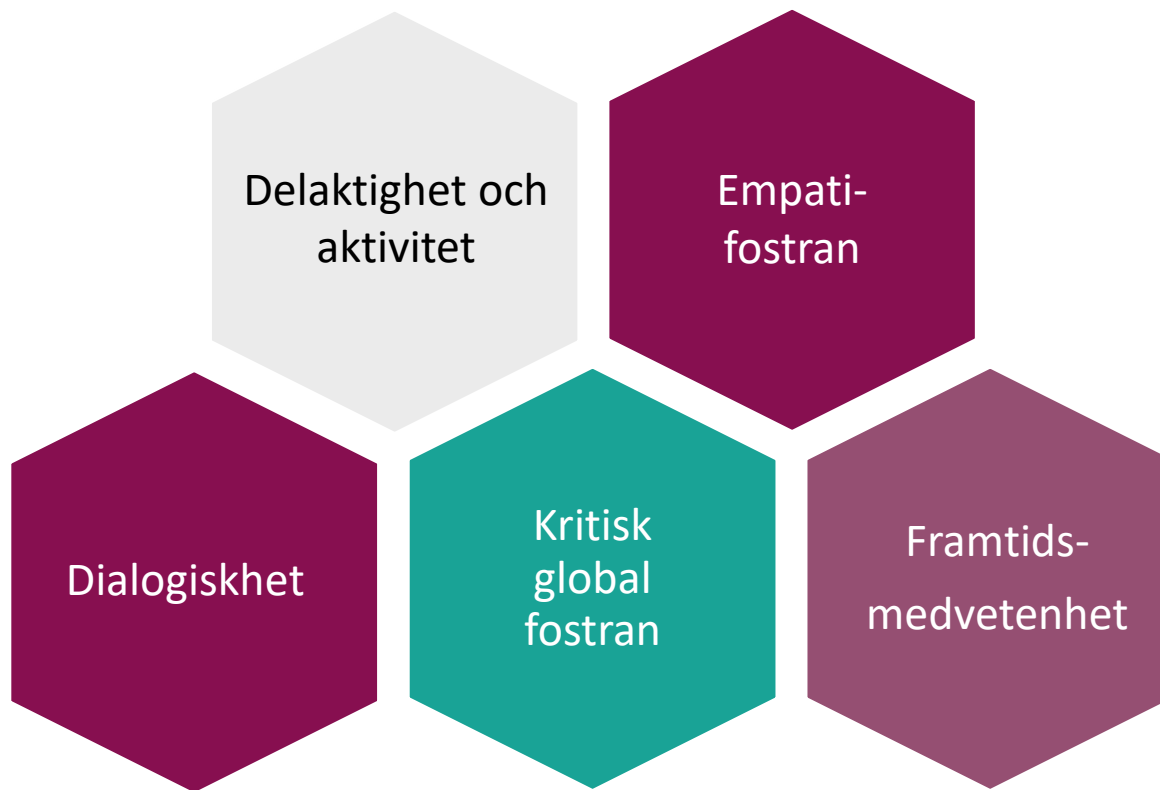 Delaktighet och
aktivitet
Empati-
fostran
Dialogiskhet
Kritisk
global
fostran
Framtids-
medvetenhet